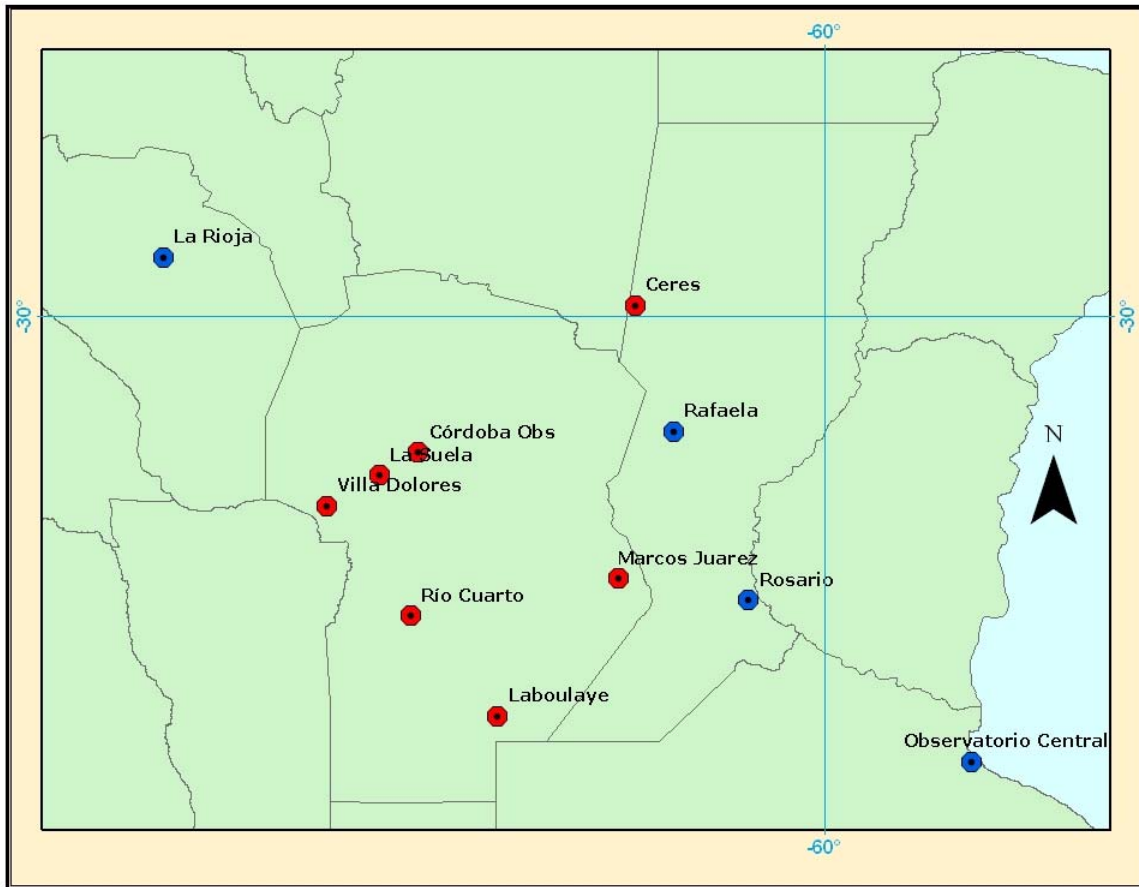 -60°
La Rioja
Ceres
-30°
-30°
Rafaela
Córdoba Obs
La Suela
Villa Dolores
N
Marcos Juarez
Rosario
Río Cuarto
Laboulaye
Observatorio Central
-60°